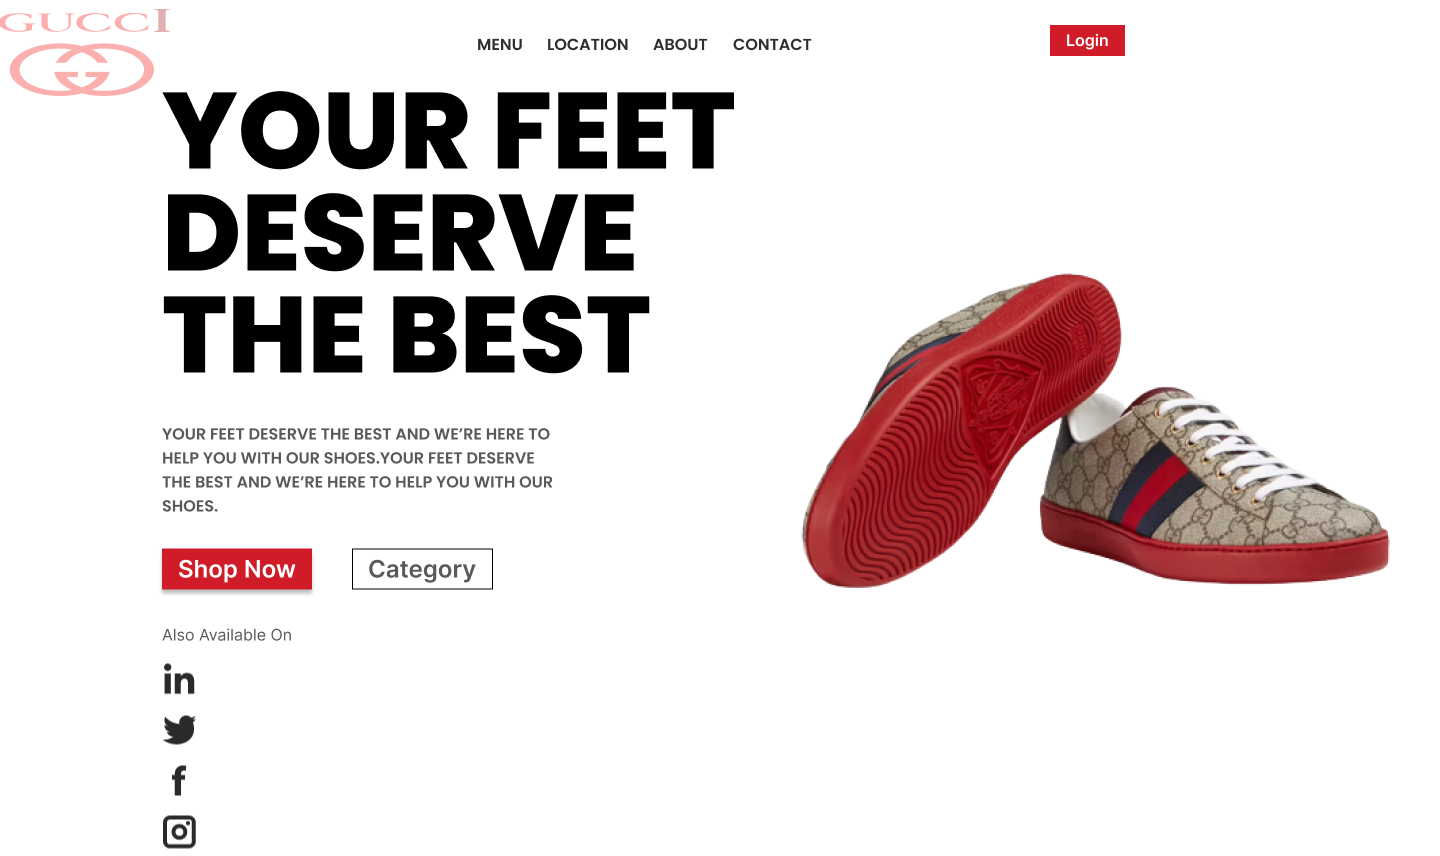 GUCCI
MENU LOCATION ABOUT CONTACT
Login
YOUR FEET
DESERVE
THE BEST
YOUR FEET DESERVE THE BEST AND WE’RE HERE TO
HELP YOU WITH OUR SHOES.YOUR FEET DESERVE
THE BEST AND WE’RE HERE TO HELP YOU WITH OUR
SHOES.
Shop Now
Category
Also Available On